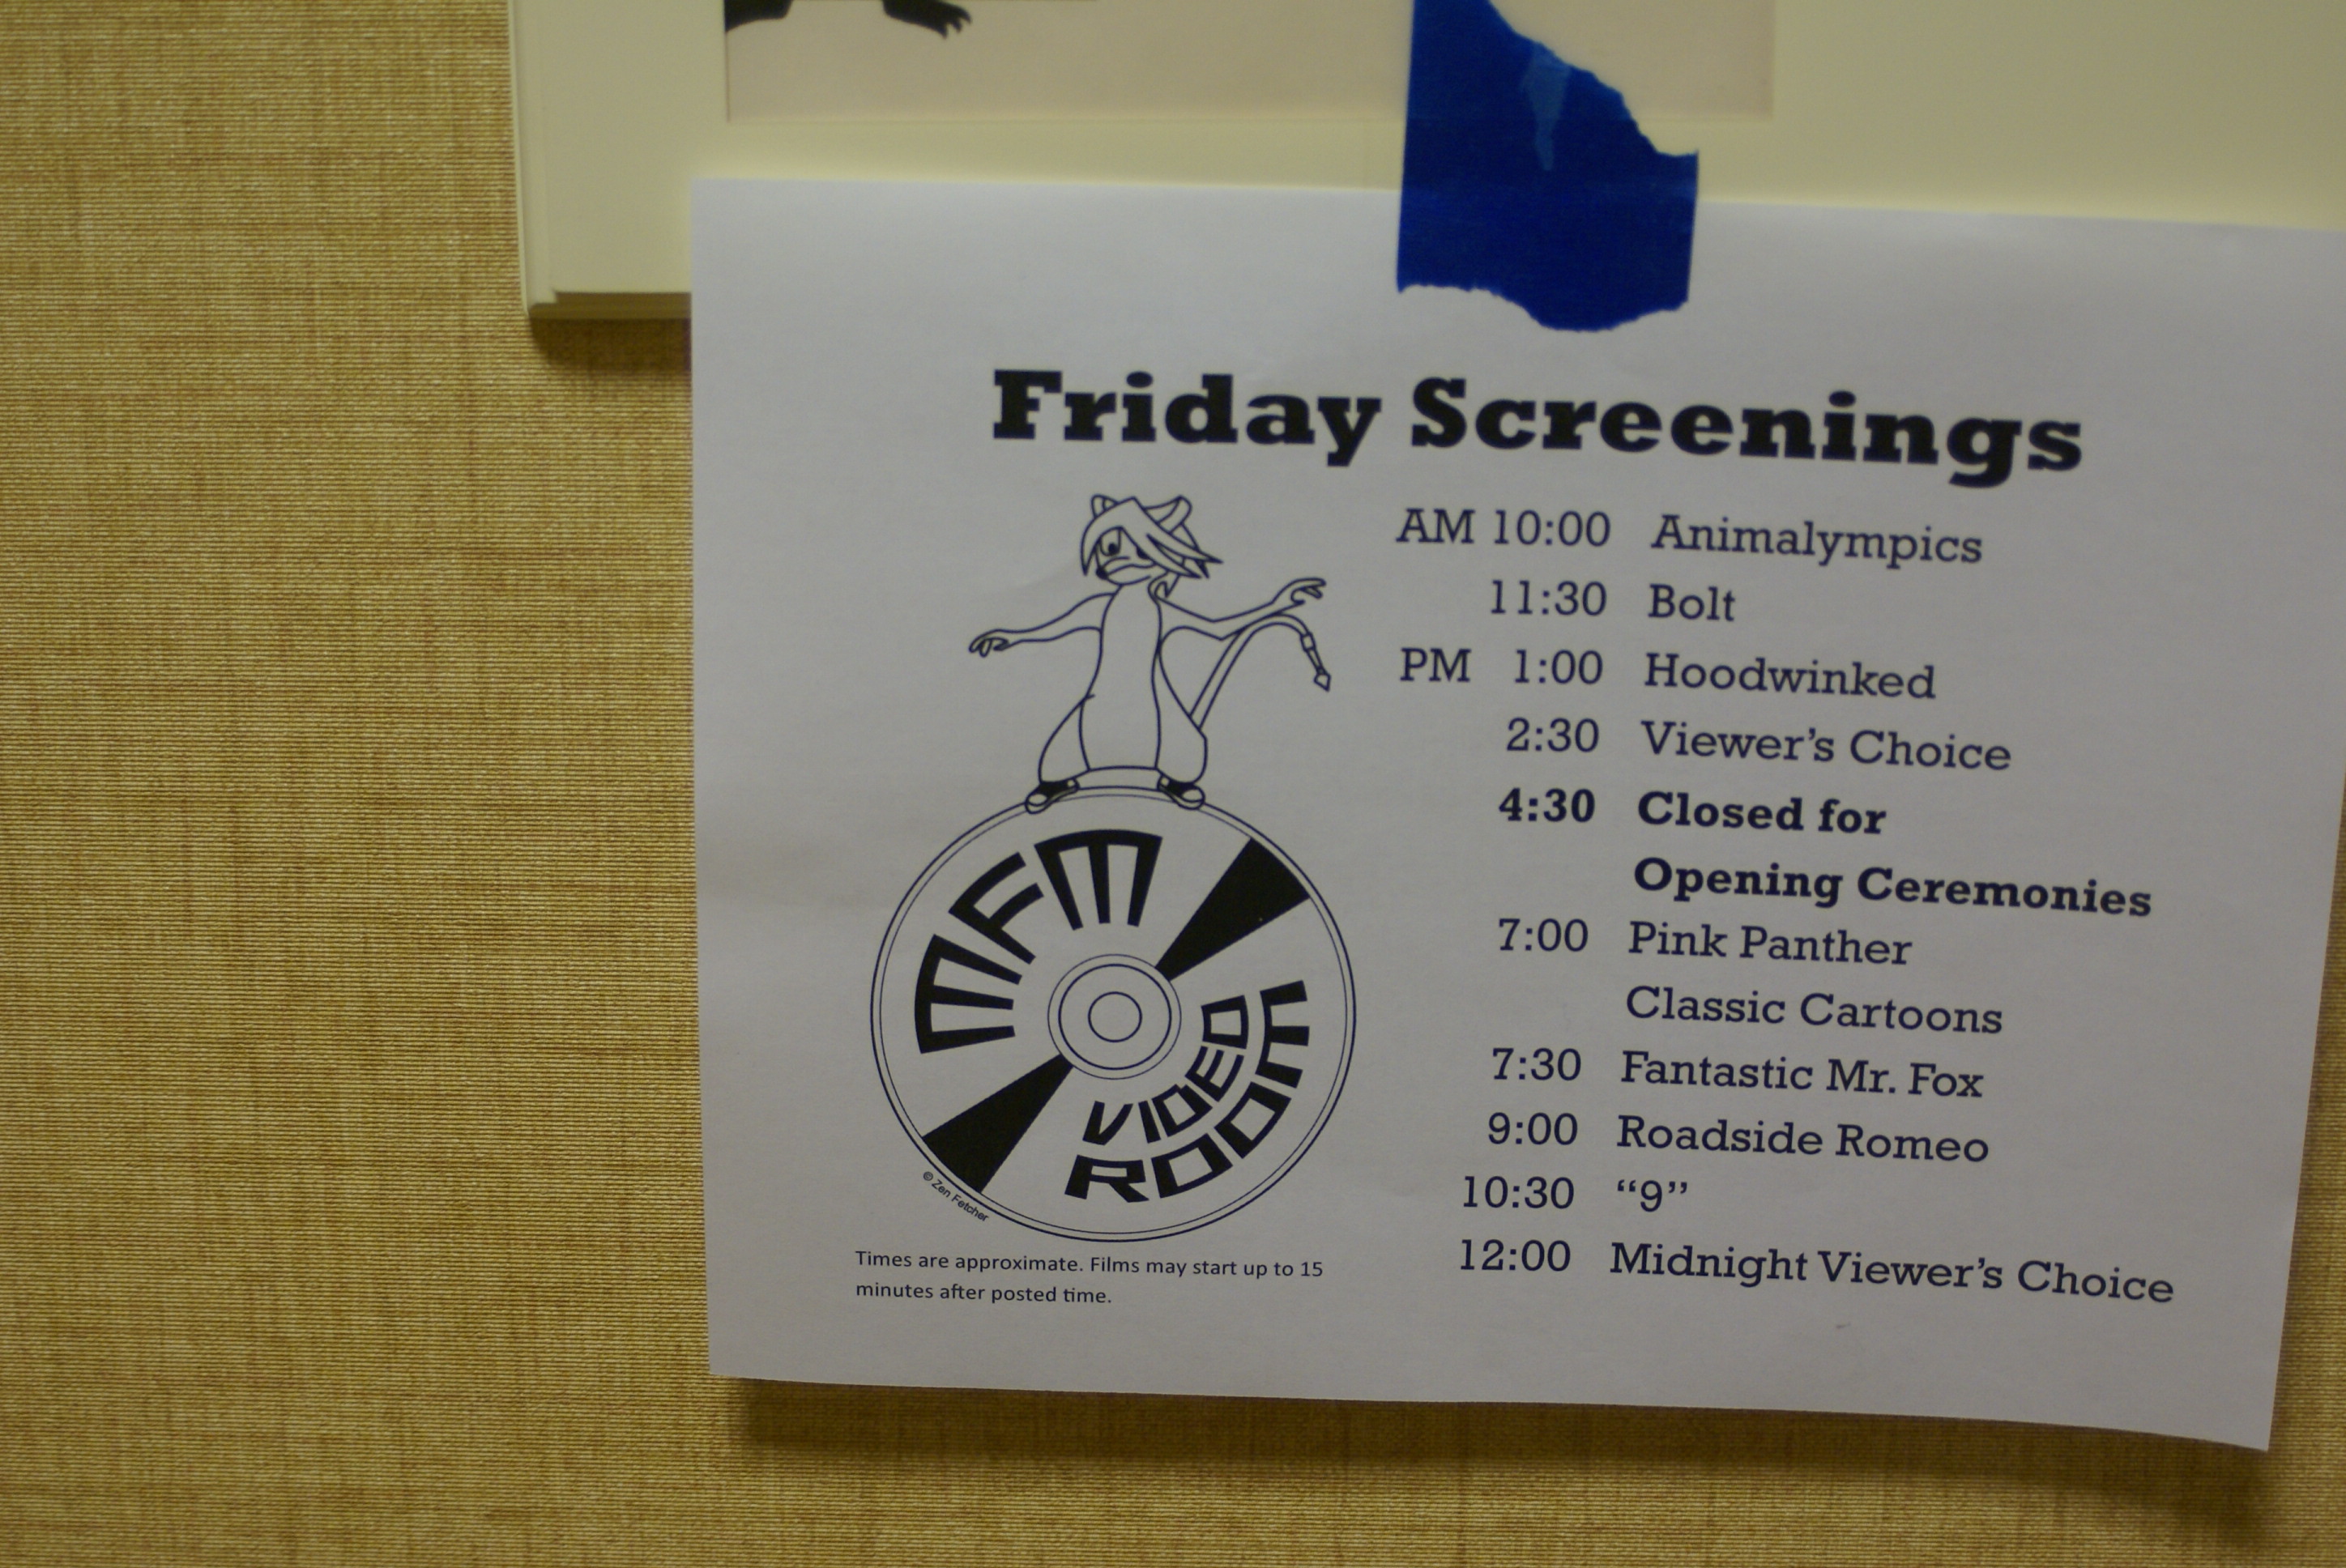 Friday Screenings
AM 10:00 Animalympics
11:30 Bolt
PM 1:00 Hoodwinked
2:30 Viewer's Choice
4:30 Closed for
Opening Ceremonies
7:00 Pink Panther
Classic Cartoons
7:30 Fantastic Mr. Fox
9:00 Roadside Romeo
10:30 “9”
12:00 Midnight Viewer's Choice
MFM
VIDEO
ROOM
© Zen Fetcher
Times are approximate. Films may start up to 15
minutes after posted time.